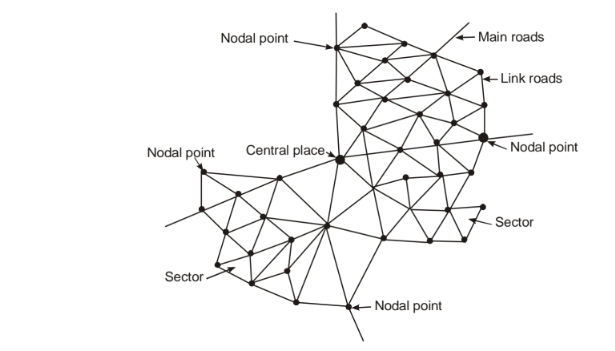 Nodal point
Main roads
Link roads
Central place
Nodal point
Nodal point
Sector
Sector
Nodal point